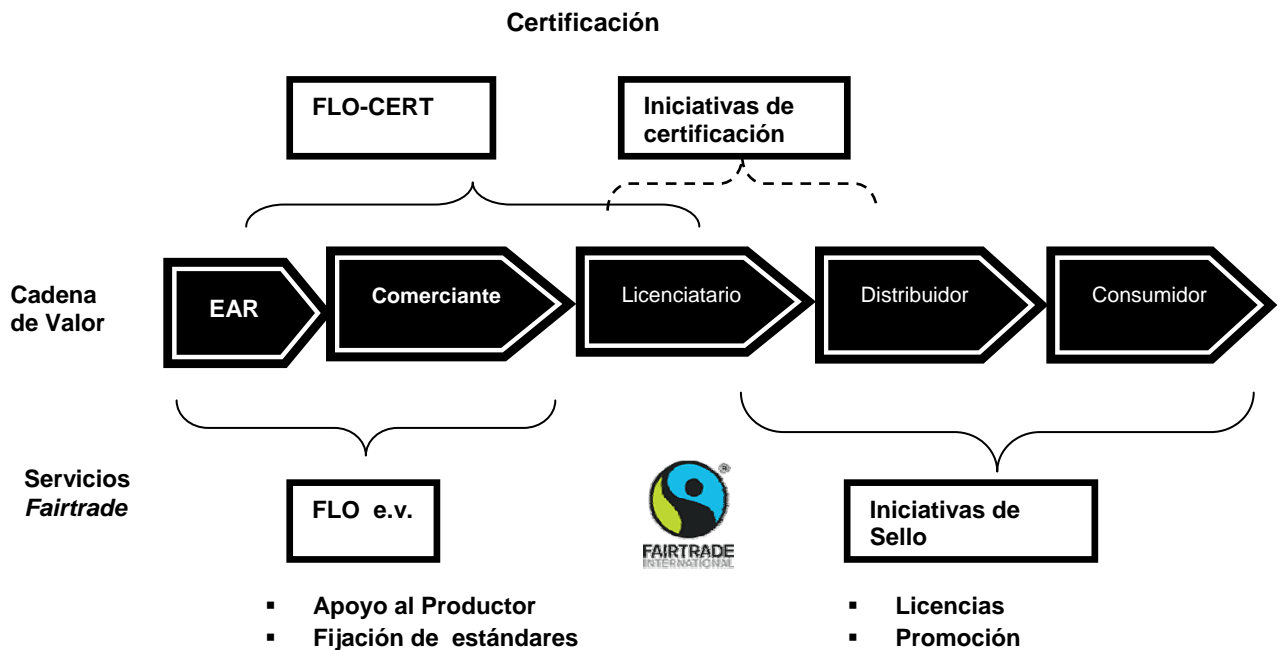 Certificación
FLO-CERT
Iniciativas de
certificación
Cadena
de Valor
EAR
Comerciante
Licenciatario
Distribuidor
Consumidor
Servicios
Fairtrade
FLO e.v.
®
FAIRTRADE
INTERNATIONAL
Iniciativas de
Sello
▪ Apoyo al Productor
▪ Fijación de estándares
▪ Licencias
▪ Promoción